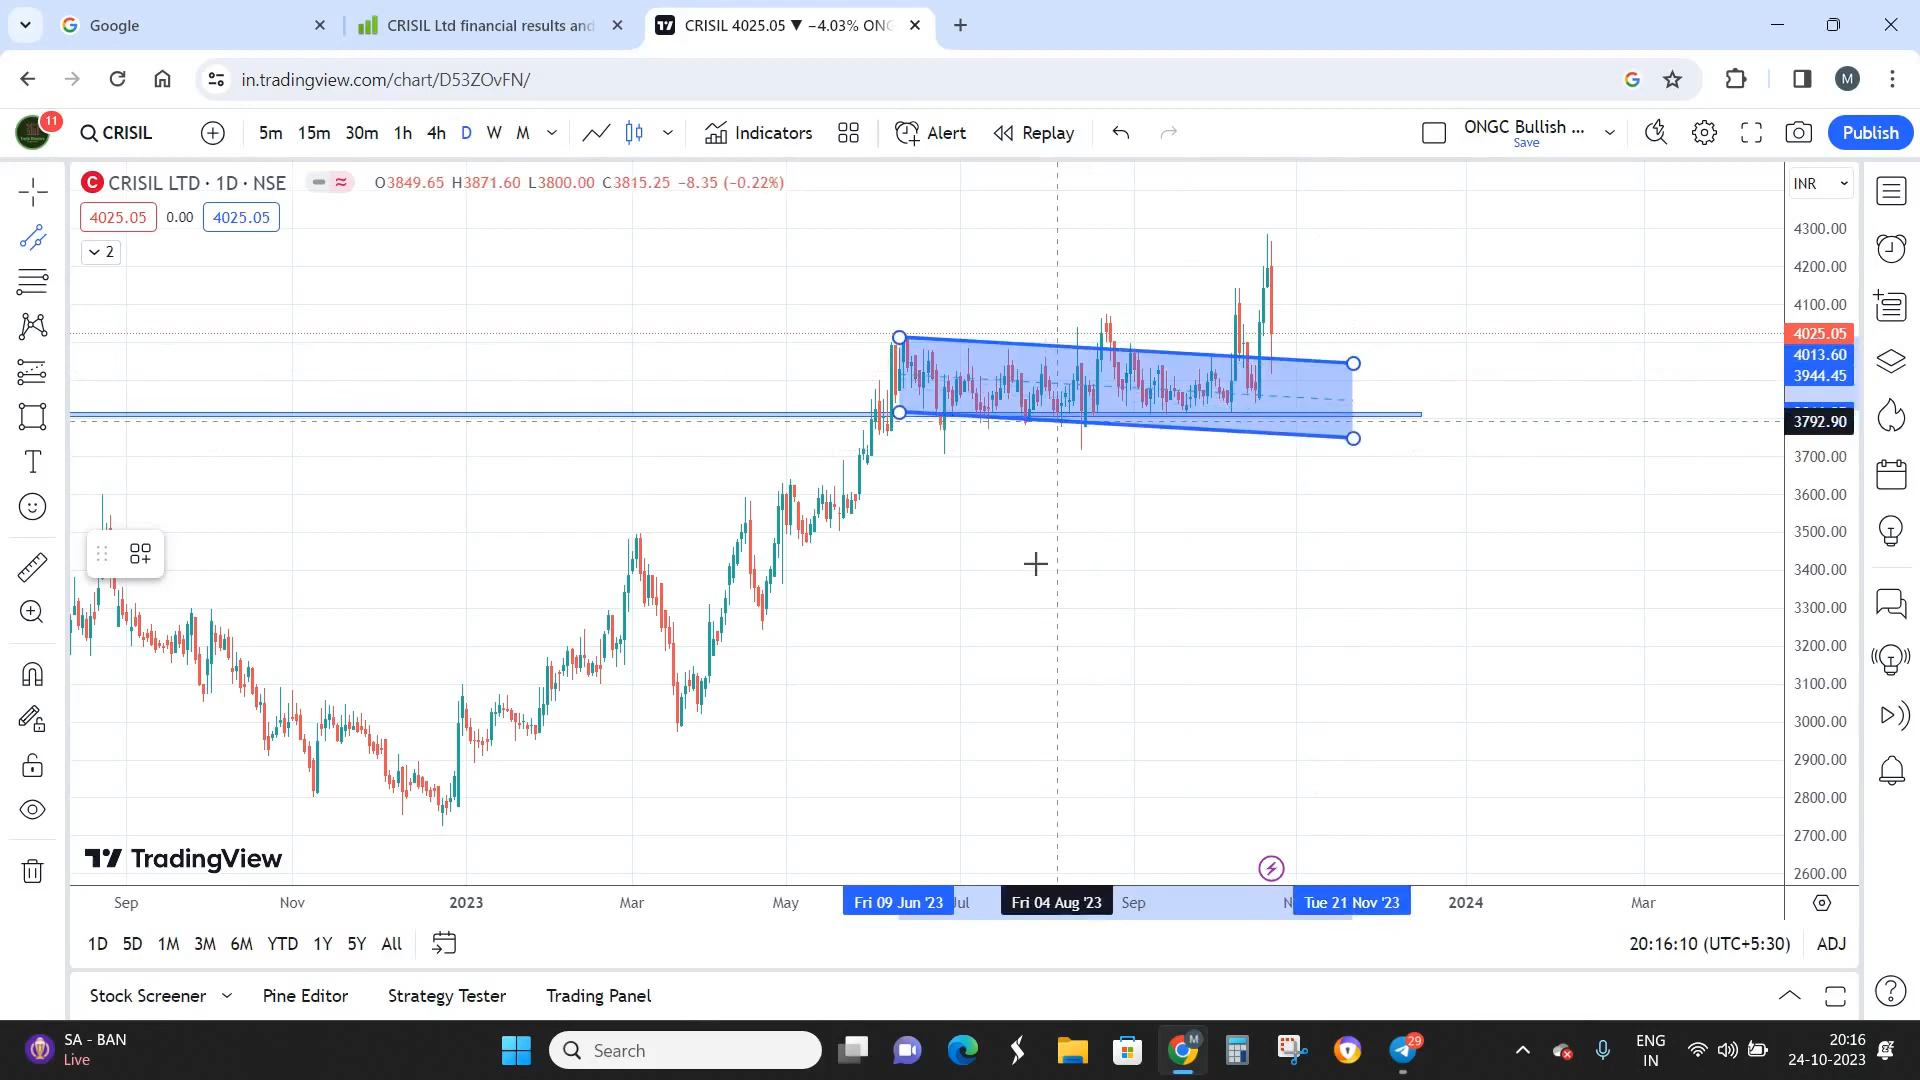 Google
CRISIL Ltd financial results and
CRISIL 4025.05 ▼ −4.03% ONG
in.tradingview.com/chart/D53ZOvFN/
M
11
CRISIL
5m 15m 30m 1h 4h D W M
Indicators
Alert
Replay
ONGC Bullish ...
Save
Publish
C CRISIL LTD · 1D · NSE O3849.65 H3871.60 L3800.00 C3815.25 −8.35 (−0.22%)
INR
4025.05 0.00 4025.05
2
4300.00
4200.00
4100.00
4025.05
4013.60
3944.45
3792.90
3700.00
3600.00
3500.00
3400.00
3300.00
3200.00
3100.00
3000.00
2900.00
2800.00
2700.00
2600.00
TradingView
Sep Nov 2023 Mar May Fri 09 Jun '23 Fri 04 Aug '23 Sep Tue 21 Nov '23 2024 Mar
1D 5D 1M 3M 6M YTD 1Y 5Y All
20:16:10 (UTC+5:30) ADJ
Stock Screener Pine Editor Strategy Tester Trading Panel
SA - BAN
Live
Search
M
29
ENG
IN
20:16
24-10-2023